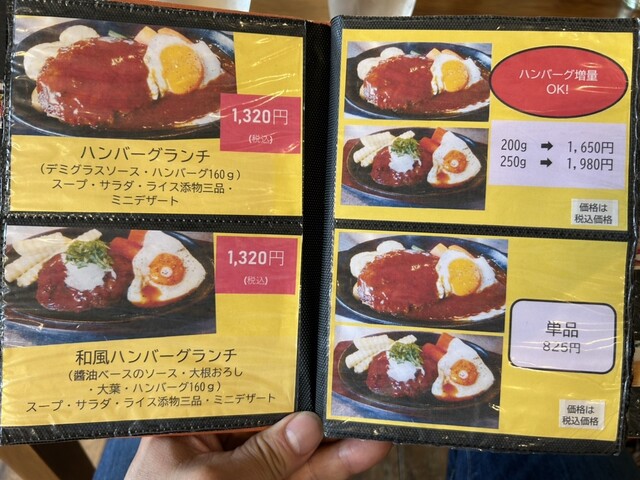 1,320円
(税込)
ハンバーグランチ
(デミグラスソース・ハンバーグ160g)
スープ・サラダ・ライス添物三品・
ミニデザート
1,320円
(税込)
和風ハンバーグランチ
(醬油ベースのソース・大根おろし
・大葉・ハンバーグ160g)
スープ・サラダ・ライス添物三品・ミニデザート
ハンバーグ増量
OK!
200g ➡ 1,650円
250g ➡ 1,980円
価格は
税込価格
単品
825円
価格は
税込価格